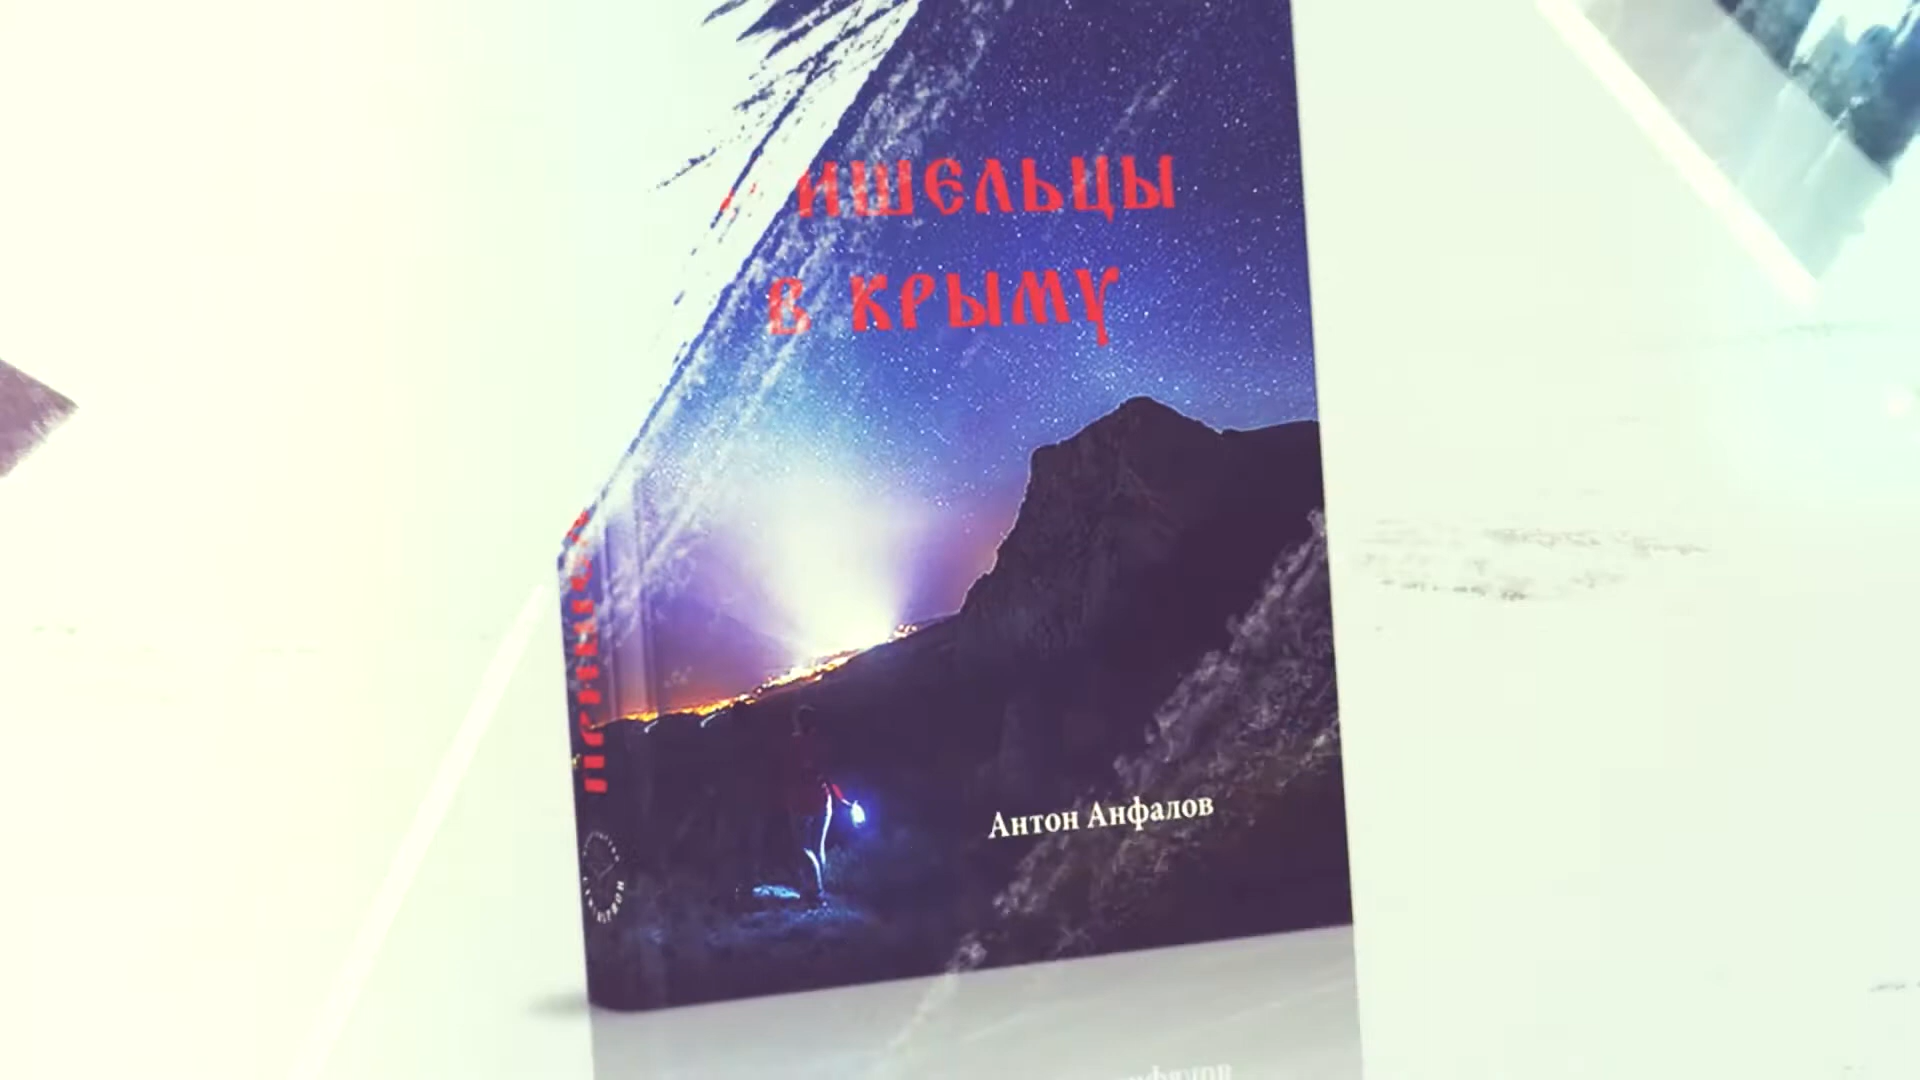 ишельцы
в Крыму
Антон Анфалов